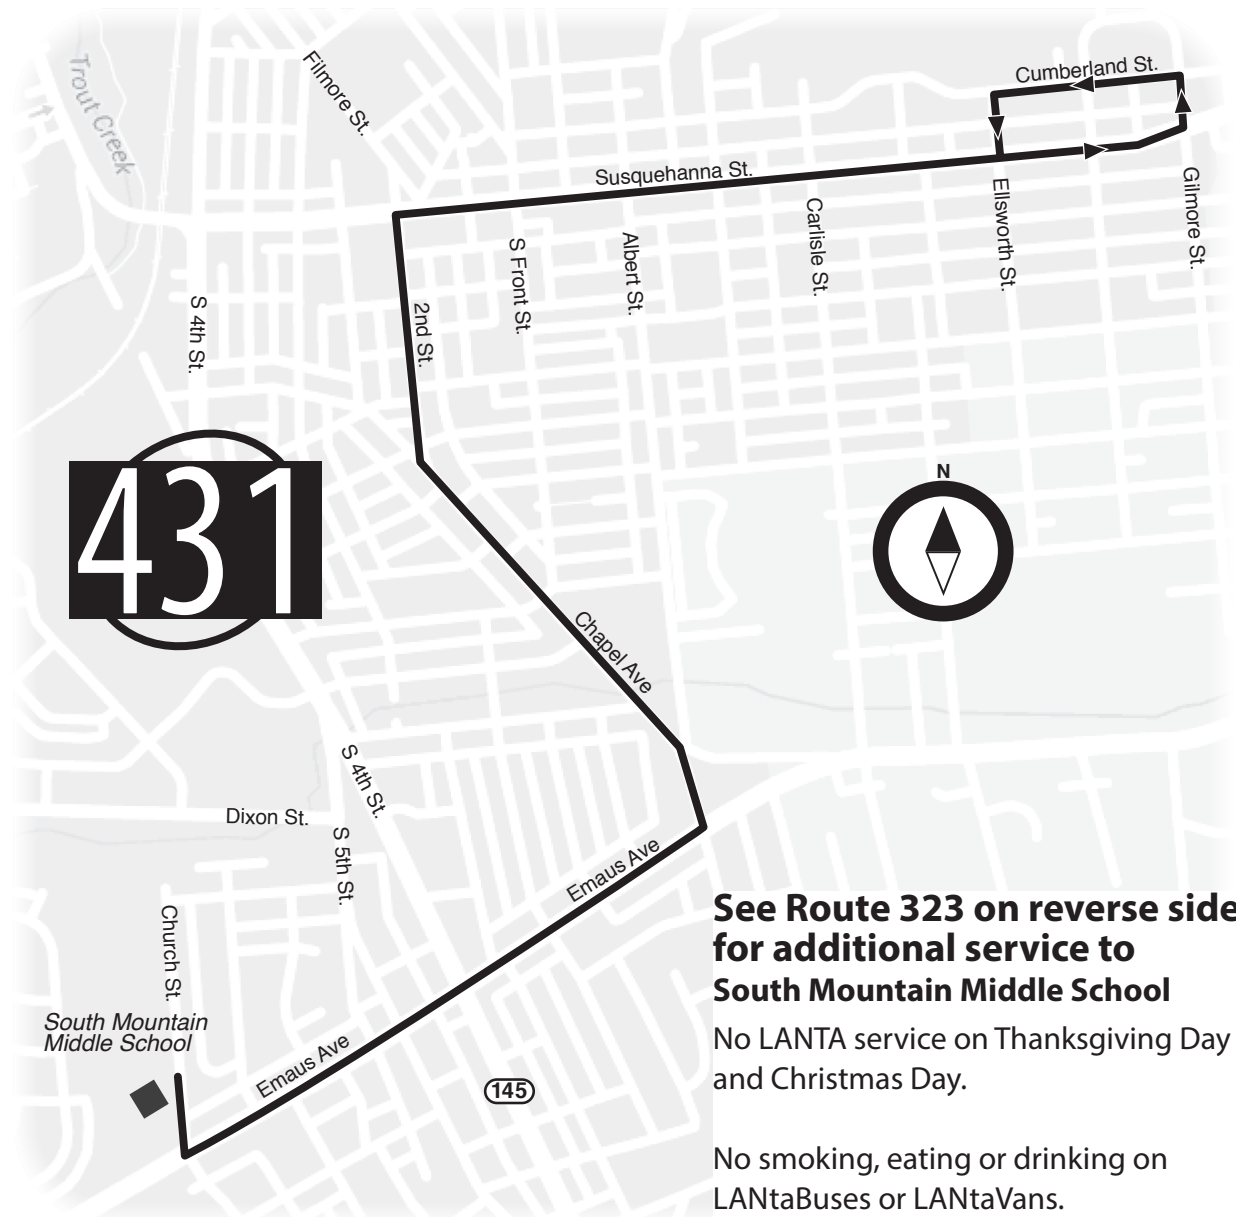 Trout Creek
Filmore St.
Cumberland St.
Susquehanna St.
Gilmore St.
Ellsworth St.
Carlisle St.
Albert St.
S Front St.
2nd St.
S 4th St.
431
N
Chapel Ave
S 4th St.
Dixon St.
S 5th St.
Emaus Ave
Church St.
South Mountain
Middle School
Emaus Ave
145
See Route 323 on reverse side
for additional service to
South Mountain Middle School
No LANTA service on Thanksgiving Day
and Christmas Day.
No smoking, eating or drinking on
LANtaBuses or LANtaVans.